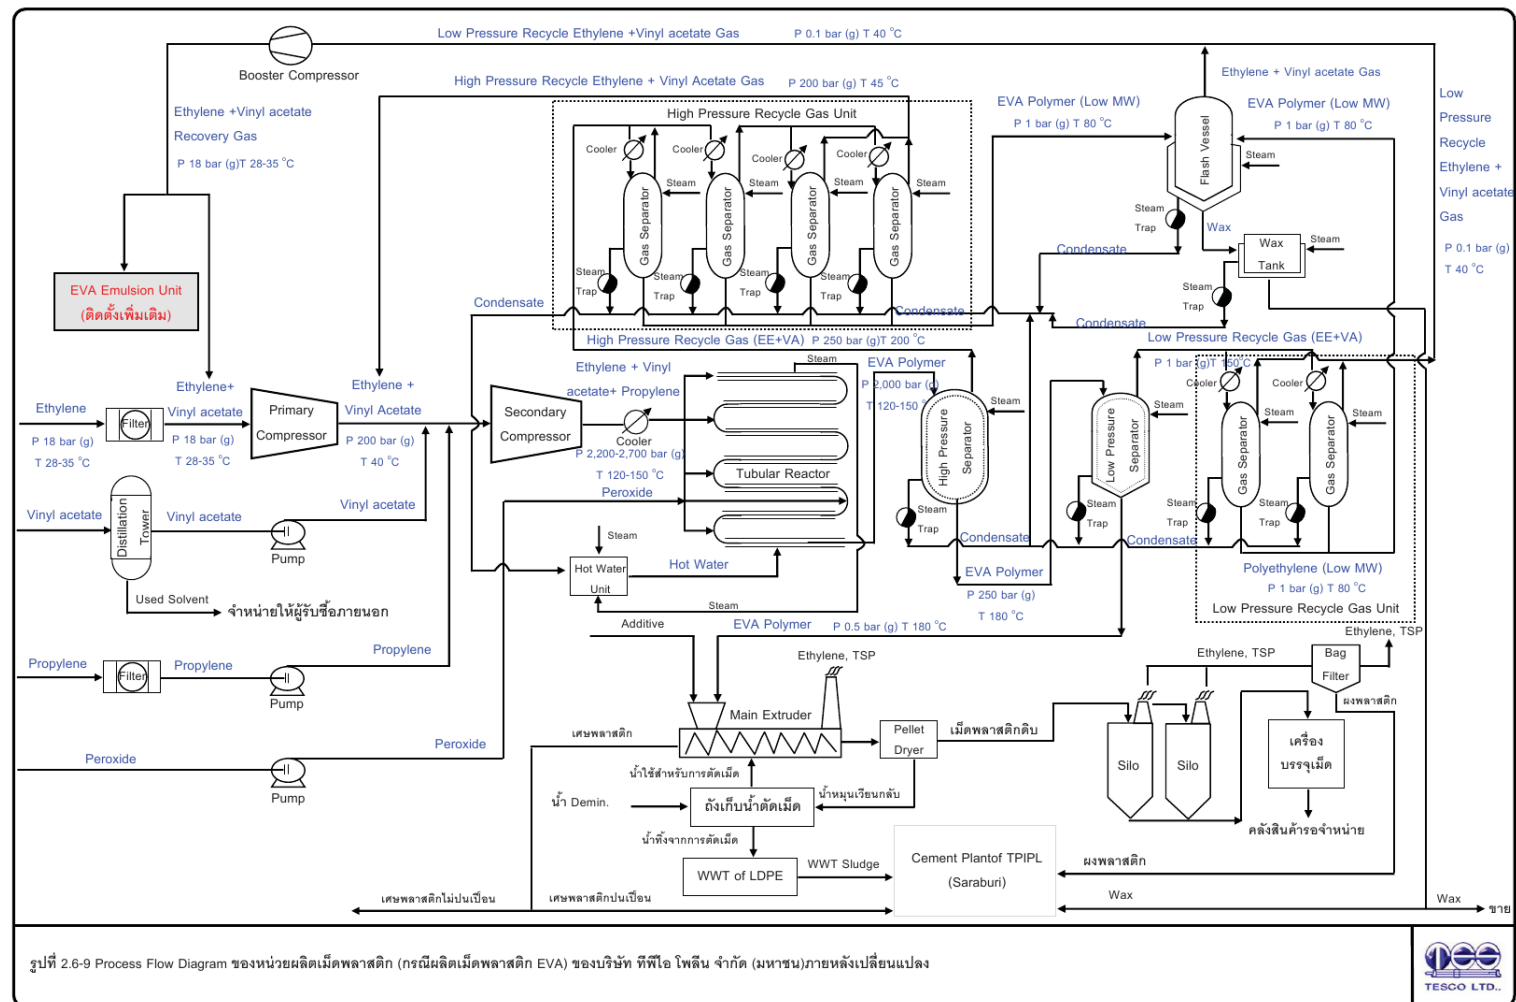 Low Pressure Recycle Ethylene +Vinyl acetate Gas P 0.1 bar (g) T 40 °C
Booster Compressor
High Pressure Recycle Ethylene + Vinyl Acetate Gas P 200 bar (g) T 45 °C
Ethylene + Vinyl acetate Gas
Ethylene +Vinyl acetate
Recovery Gas
P 18 bar (g)T 28-35 °C
High Pressure Recycle Gas Unit
Cooler
Cooler
Cooler
Cooler
Steam
Steam
Steam
Steam
Gas Separator
Gas Separator
Gas Separator
Gas Separator
Steam
Trap
Steam
Trap
Steam
Trap
Steam
Trap
EVA Polymer (Low MW)
P 1 bar (g) T 80 °C
EVA Polymer (Low MW)
P 1 bar (g) T 80 °C
Flash Vessel
Steam
Steam
Trap
Wax
Wax
Tank
Steam
Steam
Trap
Low
Pressure
Recycle
Ethylene +
Vinyl acetate
Gas
P 0.1 bar (g)
T 40 °C
EVA Emulsion Unit
(ติดตั้งเพิ่มเติม)
Condensate
Condensate
Condensate
Condensate
High Pressure Recycle Gas (EE+VA) P 250 bar (g)T 200 °C
Low Pressure Recycle Gas (EE+VA)
P 1 bar (g)T 150°C
Ethylene
P 18 bar (g)
T 28-35 °C
Filter
Ethylene+
Vinyl acetate
P 18 bar (g)
T 28-35 °C
Primary
Compressor
Ethylene +
Vinyl Acetate
P 200 bar (g)
T 40 °C
Secondary
Compressor
Ethylene + Vinyl
acetate+ Propylene
Cooler
P 2,200-2,700 bar (g)
T 120-150 °C
Peroxide
Steam
Tubular Reactor
EVA Polymer
P 2,000 bar (g)
T 120-150 °C
High Pressure
Separator
Steam
Steam
Trap
Low Pressure
Separator
Steam
Steam
Trap
Cooler
Cooler
Gas Separator
Gas Separator
Steam
Steam
Steam
Trap
Steam
Trap
Condensate
Condensate
Polyethylene (Low MW)
P 1 bar (g) T 80 °C
Low Pressure Recycle Gas Unit
Vinyl acetate
Distillation
Tower
Vinyl acetate
Pump
Vinyl acetate
Used Solvent
จำหน่ายให้ผู้รับซื้อภายนอก
Steam
Hot Water
Unit
Hot Water
Steam
EVA Polymer
P 250 bar (g)
T 180 °C
Additive
EVA Polymer P 0.5 bar (g) T 180 °C
Propylene
Filter
Propylene
Pump
Propylene
Peroxide
Pump
Peroxide
Ethylene, TSP
Main Extruder
เศษพลาสติก
Pellet
Dryer
เม็ดพลาสติกดิบ
Ethylene, TSP
Ethylene, TSP
Bag
Filter
ผงพลาสติก
Silo
Silo
เครื่อง
บรรจุเม็ด
คลังสินค้ารอจำหน่าย
น้ำใช้สำหรับการตัดเม็ด
น้ำหมุนเวียนกลับ
น้ำ Demin.
ถังเก็บน้ำตัดเม็ด
น้ำทิ้งจากการตัดเม็ด
WWT of LDPE
WWT Sludge
Cement Plantof TPIPL
(Saraburi)
ผงพลาสติก
เศษพลาสติกไม่ปนเปื้อน
เศษพลาสติกปนเปื้อน
Wax
Wax
ขาย
รูปที่ 2.6-9 Process Flow Diagram ของหน่วยผลิตเม็ดพลาสติก (กรณีผลิตเม็ดพลาสติก EVA) ของบริษัท ทีพีไอ โพลีน จำกัด (มหาชน)ภายหลังเปลี่ยนแปลง
TESCO LTD..